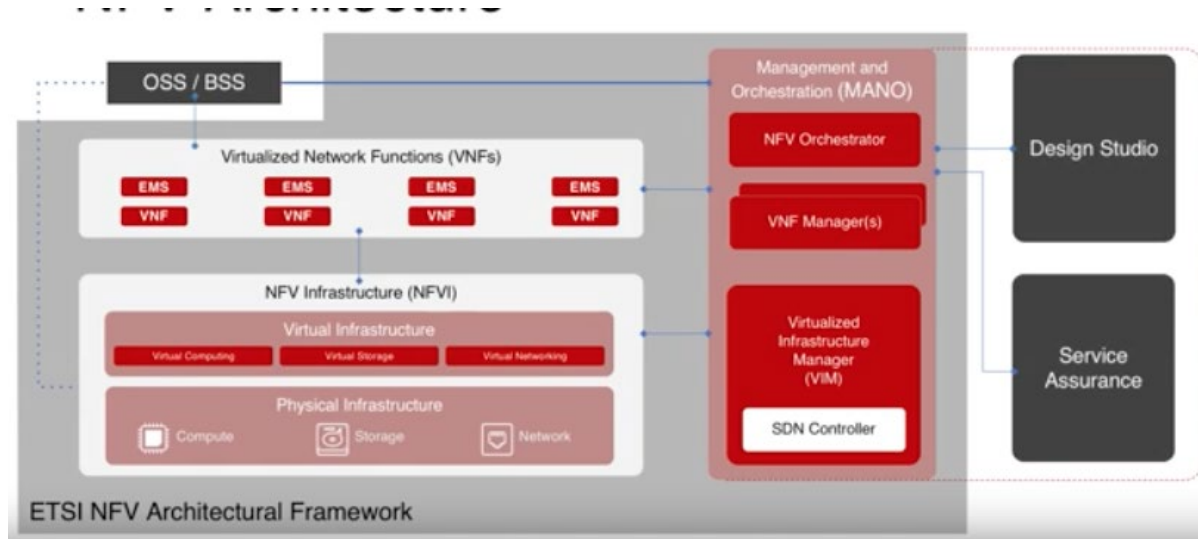 NFV Architecture
OSS / BSS
Virtualized Network Functions (VNFs)
EMS EMS EMS EMS
VNF VNF VNF VNF
NFV Infrastructure (NFVI)
Virtual Infrastructure
Virtual Computing Virtual Storage Virtual Networking
Physical Infrastructure
Compute Storage Network
ETSI NFV Architectural Framework
Management and
Orchestration (MANO)
NFV Orchestrator
VNF Manager(s)
Virtualized
Infrastructure
Manager
(VIM)
SDN Controller
Design Studio
Service
Assurance